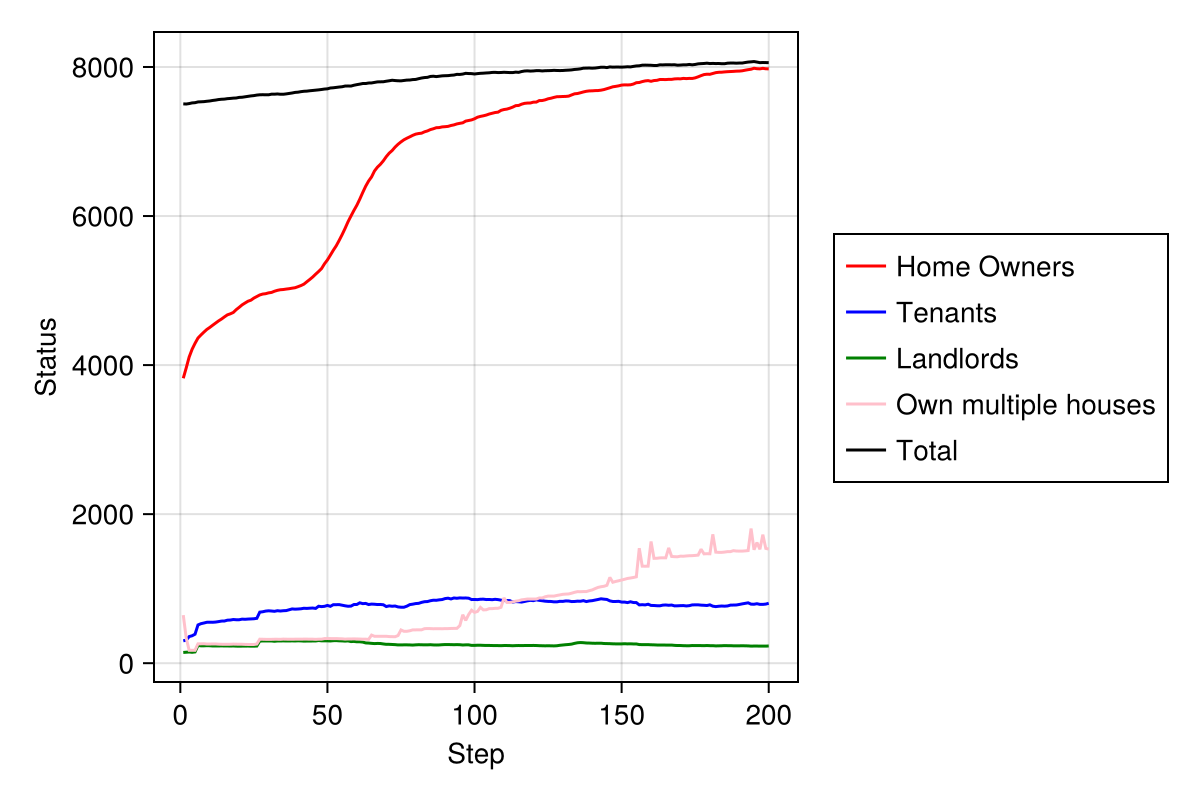 8000
6000
4000
2000
0
Status
0 50 100 150 200
Step
Home Owners
Tenants
Landlords
Own multiple houses
Total